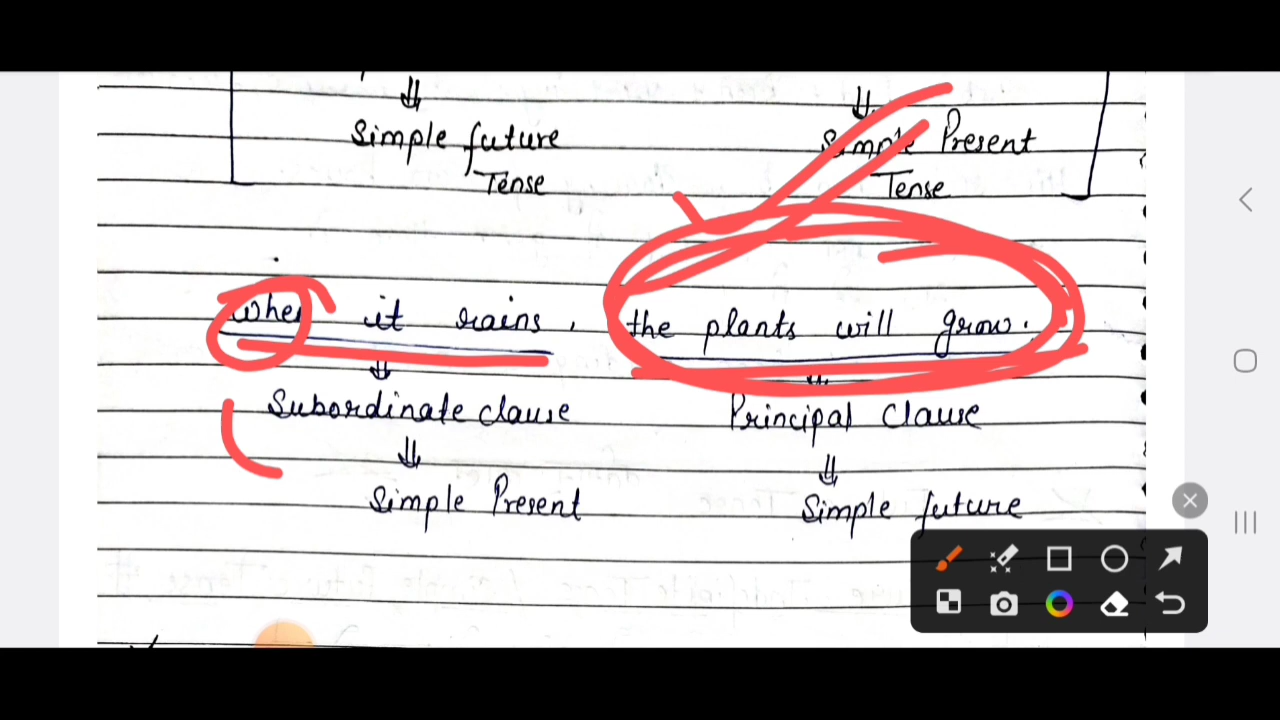 Simple future Simple Present
Tense Tense
When it rains, the plants will grow.
Subordinate clause Principal Clause
Simple Present Simple future